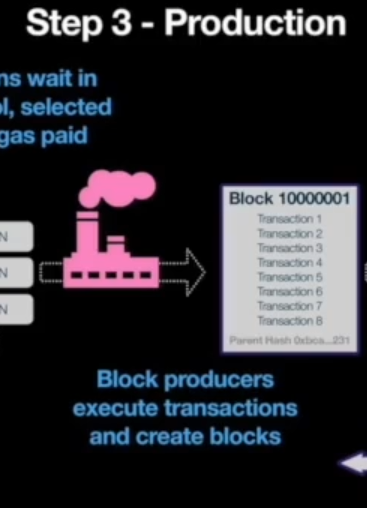 Step 3 - Production
ns wait in
l, selected
gas paid
N
N
N
Block 10000001
Transaction 1
Transaction 2
Transaction 3
Transaction 4
Transaction 5
Transaction 6
Transaction 7
Transaction 8
Parent Hash 0xbca...231
Block producers
execute transactions
and create blocks